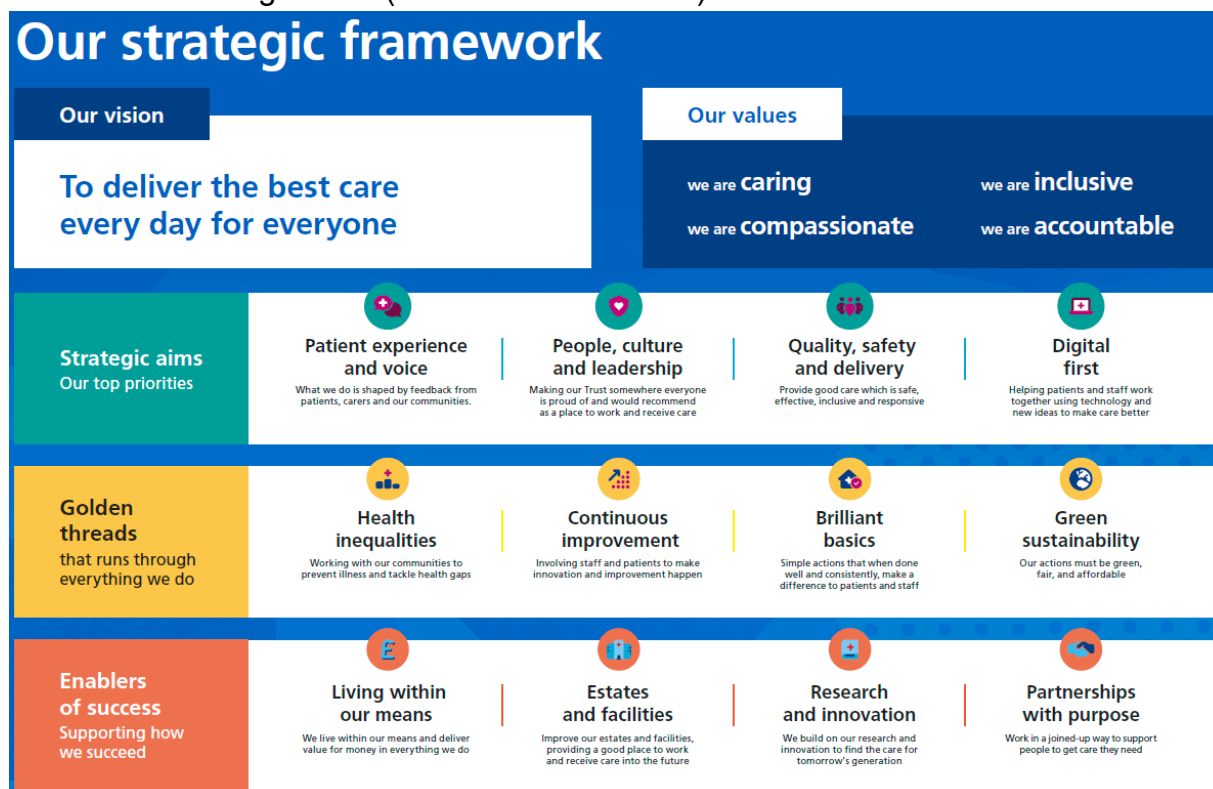 Our strategic framework
Our vision
To deliver the best care
every day for everyone
Our values
we are caring
we are inclusive
we are compassionate
we are accountable
Strategic aims
Our top priorities
Patient experience
and voice
What we do is shaped by feedback from
patients, carers and our communities.
People, culture
and leadership
Making our Trust somewhere everyone
is proud of and would recommend
as a place to work and receive care
Quality, safety
and delivery
Provide good care which is safe,
effective, inclusive and responsive
Digital
first
Helping patients and staff work
together using technology and
new ideas to make care better
Golden
threads
that runs through
everything we do
Health
inequalities
Working with our communities to
prevent illness and tackle health gaps
Continuous
improvement
Involving staff and patients to make
innovation and improvement happen
Brilliant
basics
Simple actions that when done
well and consistently, make a
difference to patients and staff
Green
sustainability
Our actions must be green,
fair, and affordable
Enablers
of success
Supporting how
we succeed
£
Living within
our means
We live within our means and deliver
value for money in everything we do
Estates
and facilities
Improve our estates and facilities,
providing a good place to work
and receive care into the future
Research
and innovation
We build on our research and
innovation to find the care for
tomorrow's generation
Partnerships
with purpose
Work in a joined-up way to support
people to get care they need